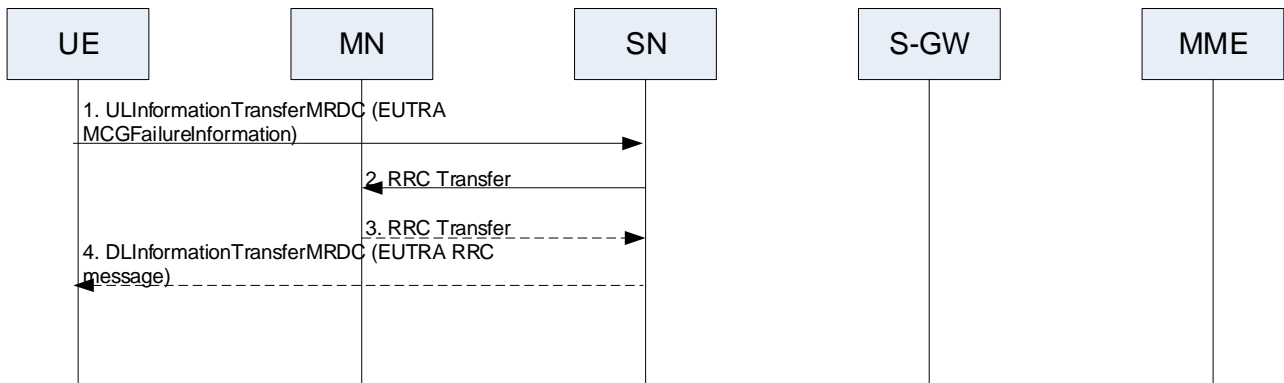 UE
MN
SN
S-GW
MME
1. ULInformationTransferMRDC (EUTRA
MCGFailureInformation)
2. RRC Transfer
3. RRC Transfer
4. DLInformationTransferMRDC (EUTRA RRC
message)